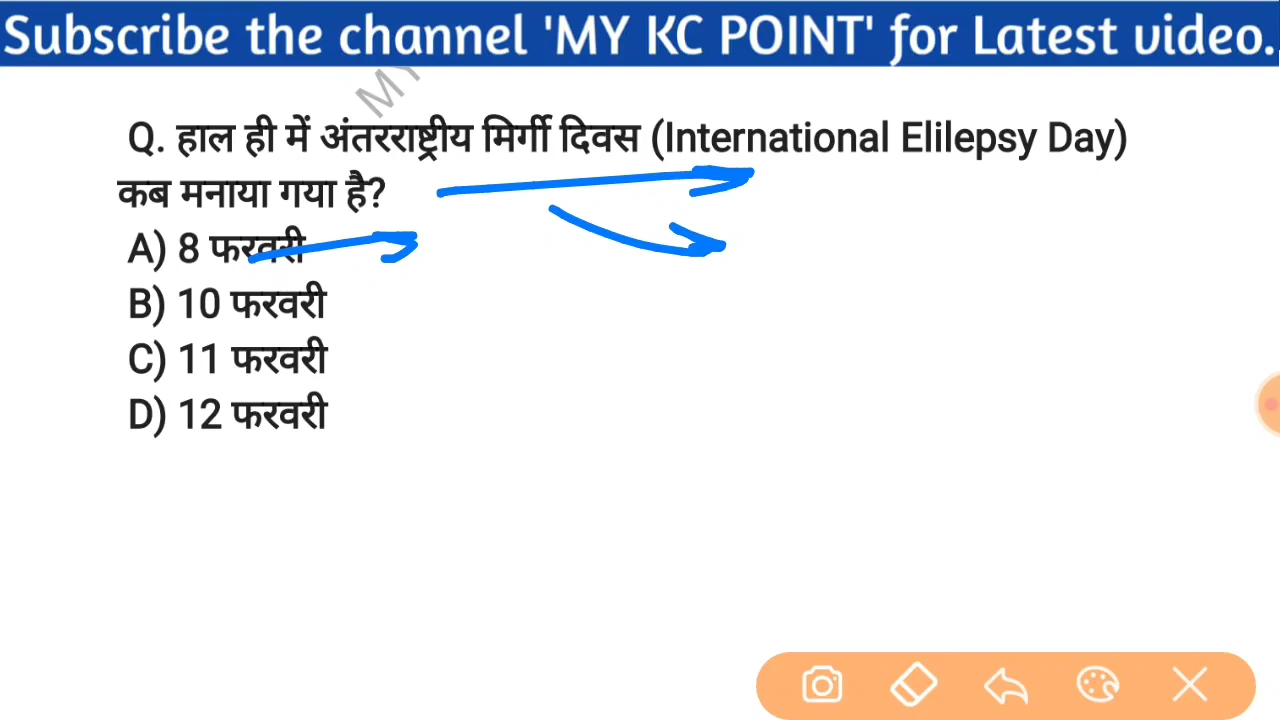 Subscribe the channel 'MY KC POINT' for Latest video.
MY
Q. हाल ही में अंतरराष्ट्रीय मिर्गी दिवस (International Elilepsy Day)
कब मनाया गया है?
A) 8 फरवरी
B) 10 फरवरी
C) 11 फरवरी
D) 12 फरवरी